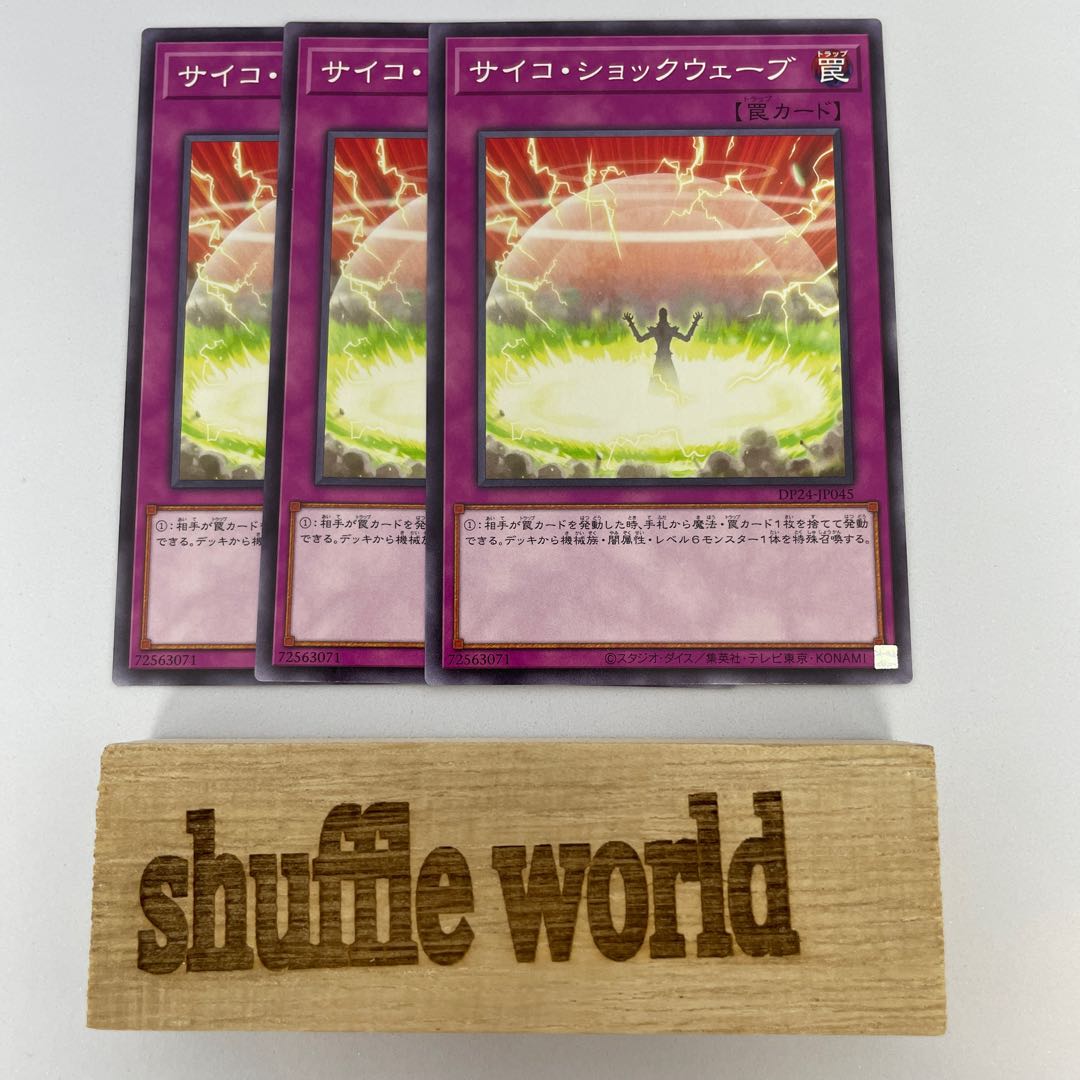 サイコ・
サイコ・
サイコ・ショックウェーブ
トラップ
罠
トラップ
【罠カード】
DP24-JP045
①:相手が罠カード
できる。デッキから機
①:相手が罠カードを発
できる。デッキから機械族
①:相手が罠カードを発動した時、手札から魔法・罠カード1枚を捨てて発動
できる。デッキから機械族・闇属性・レベル6モンスター1体を特殊召喚する。
72563071
72563071
72563071
©スタジオ・ダイス/集英社・テレビ東京・KONAMI
shuffle world